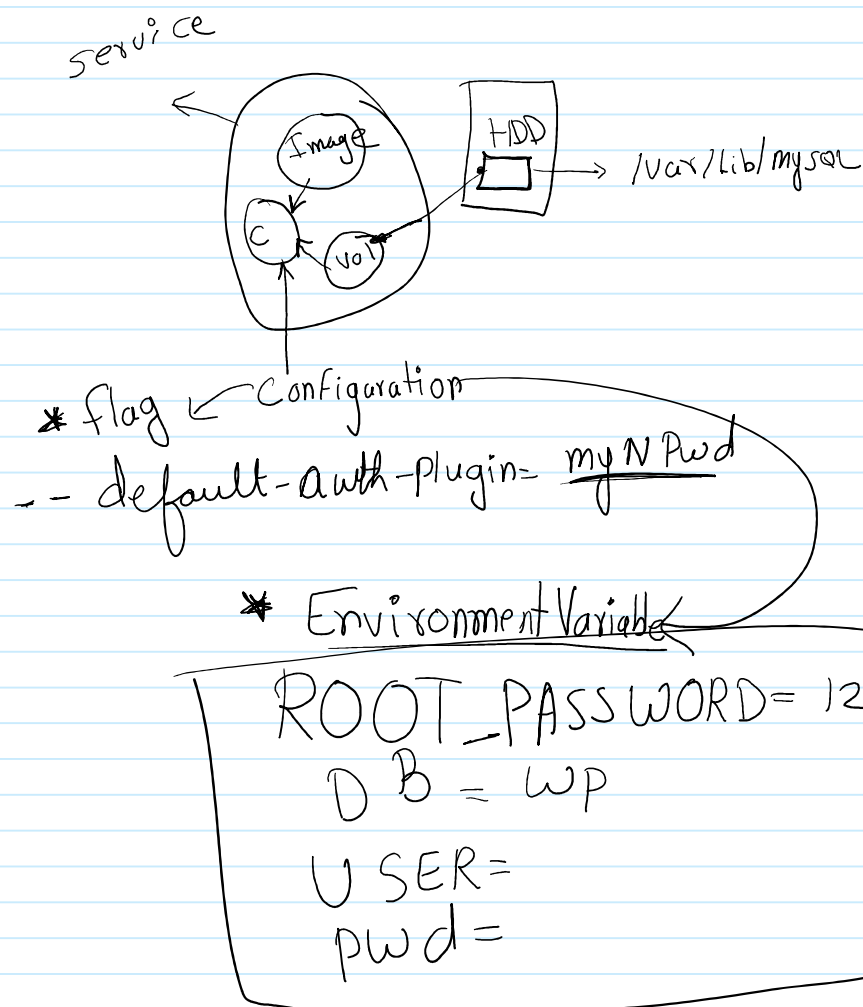 service
Image
HDD
/var/Lib/mysql
C
Vol
* flag
Configuration
-- default-auth-plugin= myNPwd
* Environment Variable
ROOT_PASSWORD= 12
DB = WP
USER=
pwd=